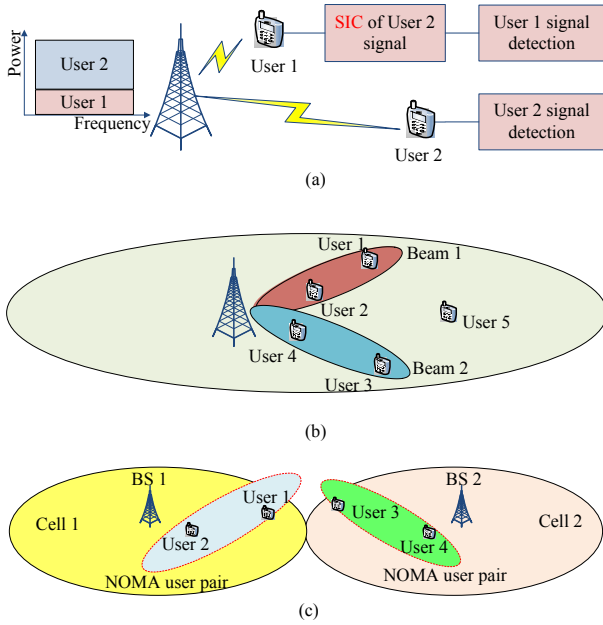 Power
User 2
User 1
Frequency
User 1
SIC of User 2
signal
User 1 signal
detection
User 2
User 2 signal
detection
(a)
User 1
Beam 1
User 2
User 5
User 4
User 3
Beam 2
(b)
BS 1
BS 2
User 1
User 3
Cell 1
Cell 2
User 2
User 4
NOMA user pair
NOMA user pair
(c)